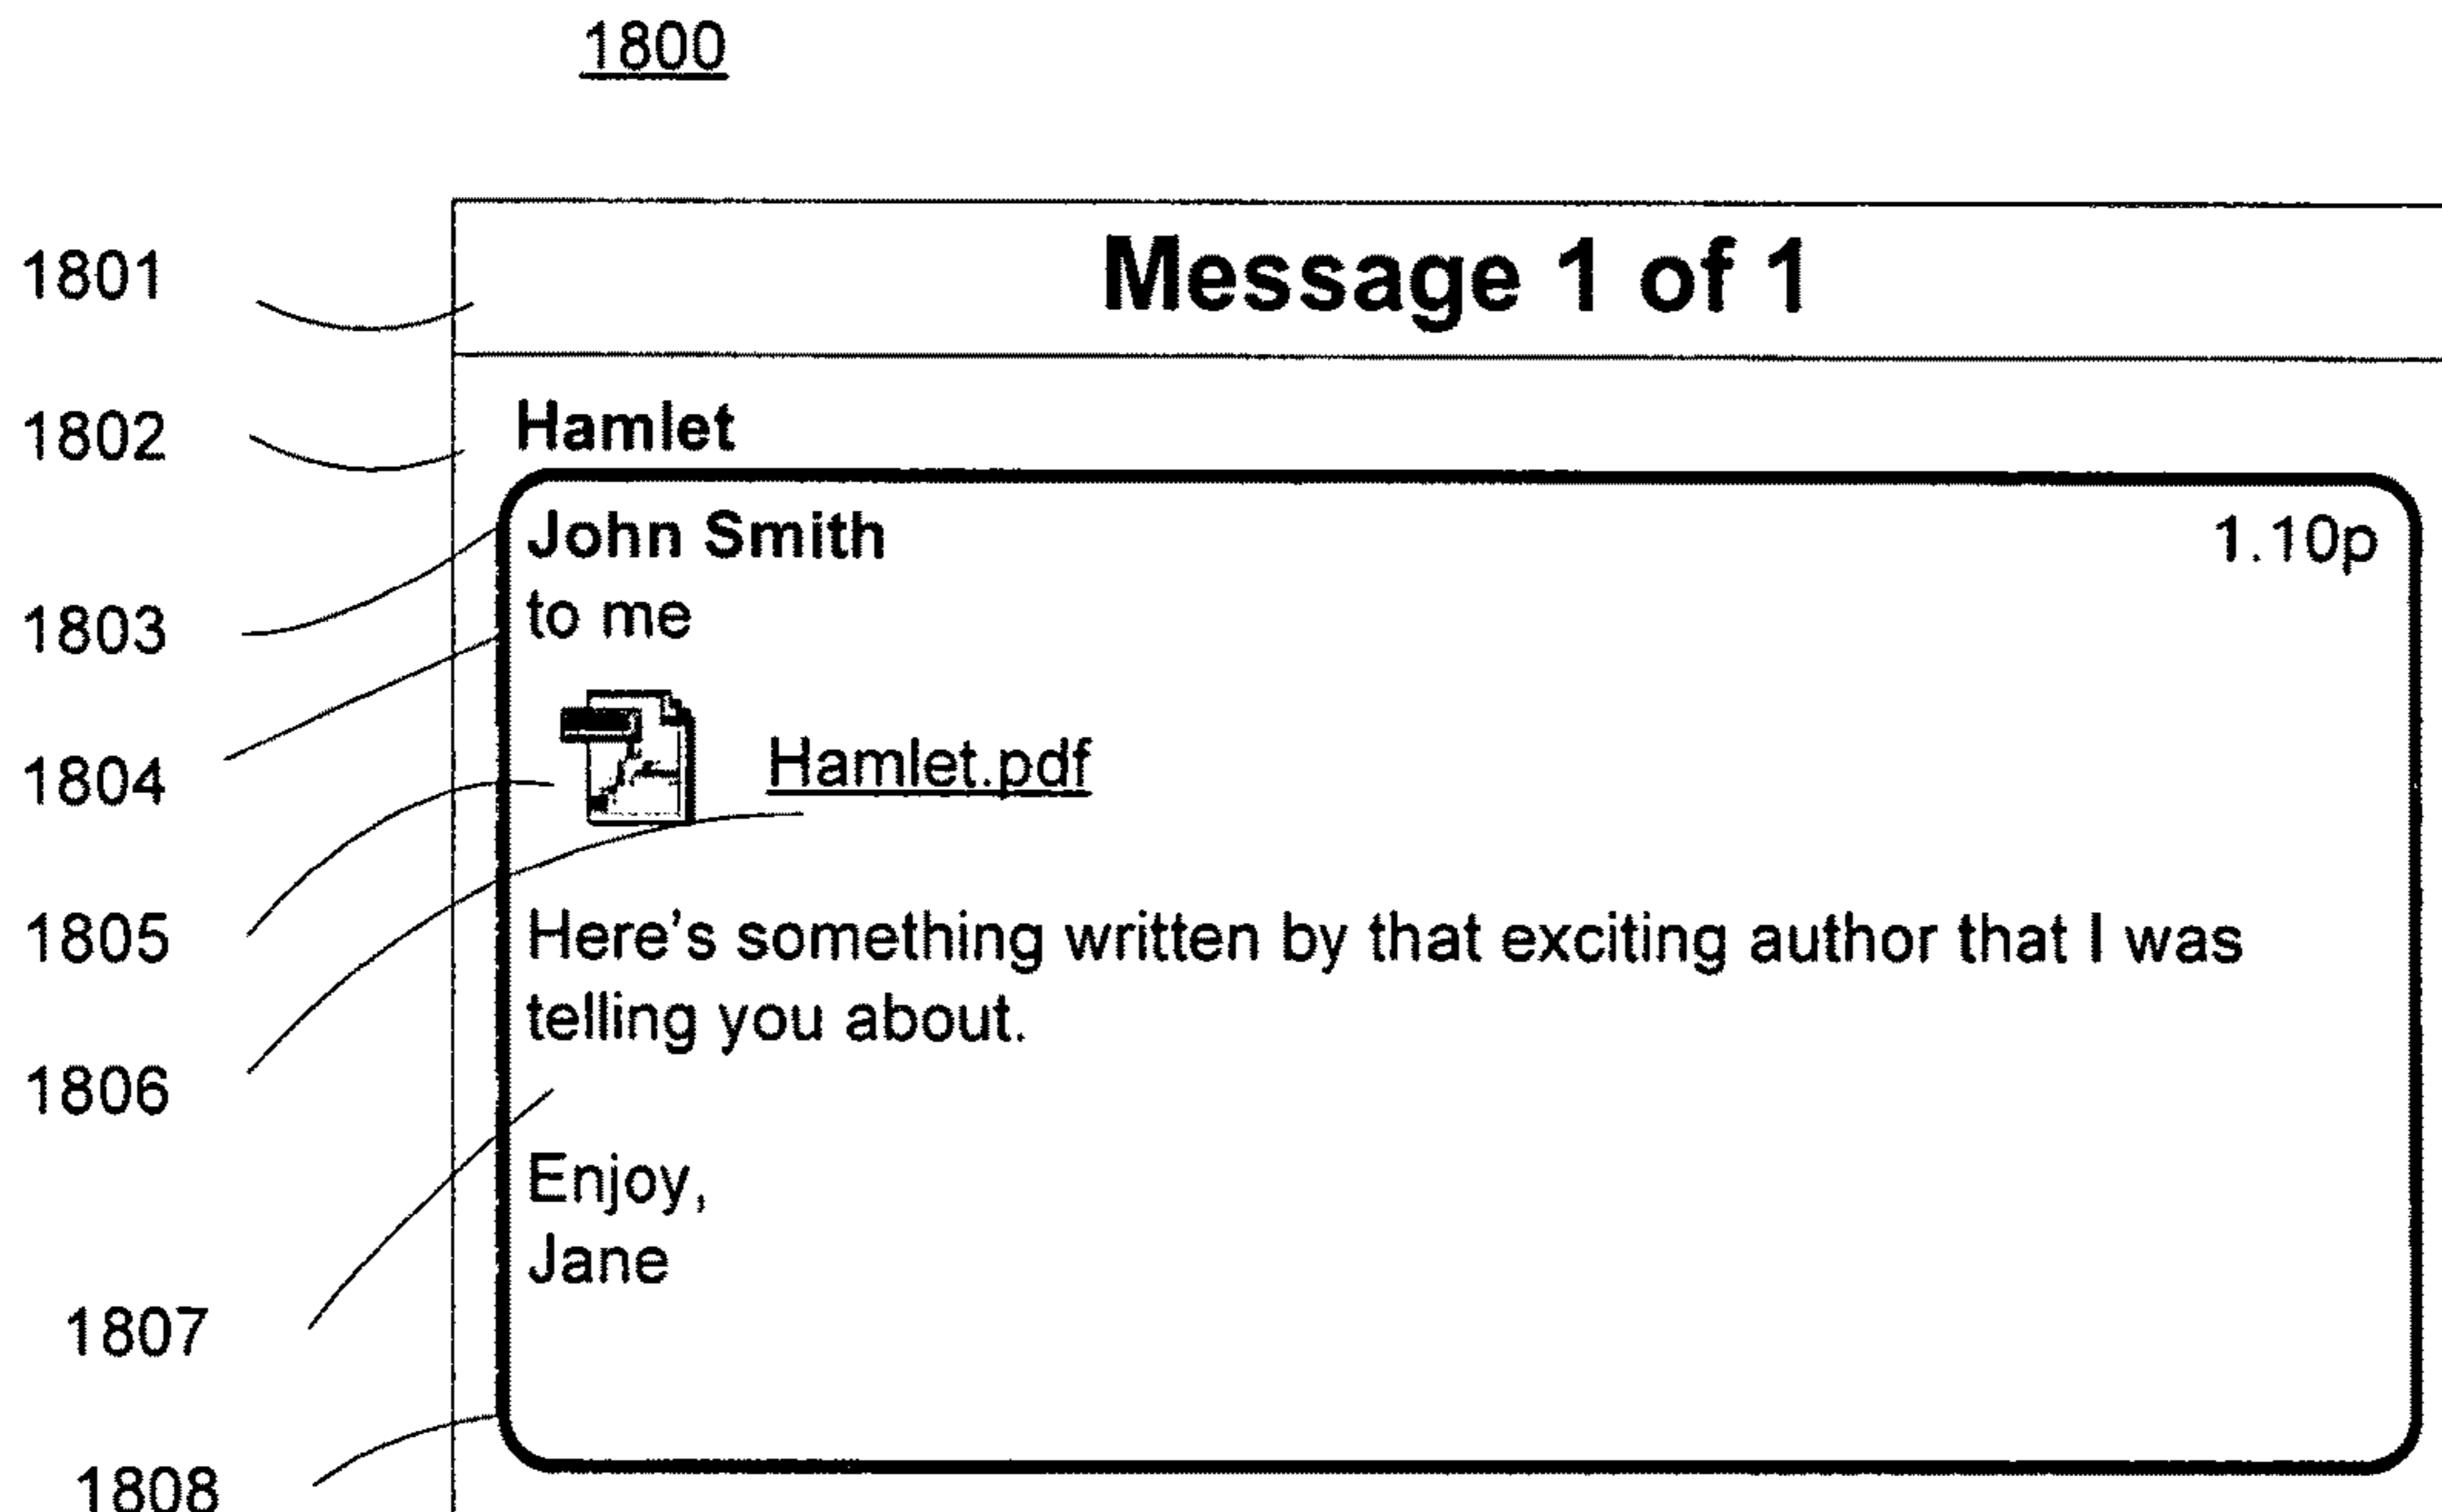 1800
1801
Message 1 of 1
1802
Hamlet
John Smith 1.10p
1803
to me
1804
Hamlet.pdf
1805
Here's something written by that exciting author that I was
telling you about.
1806
Enjoy,
Jane
1807
1808